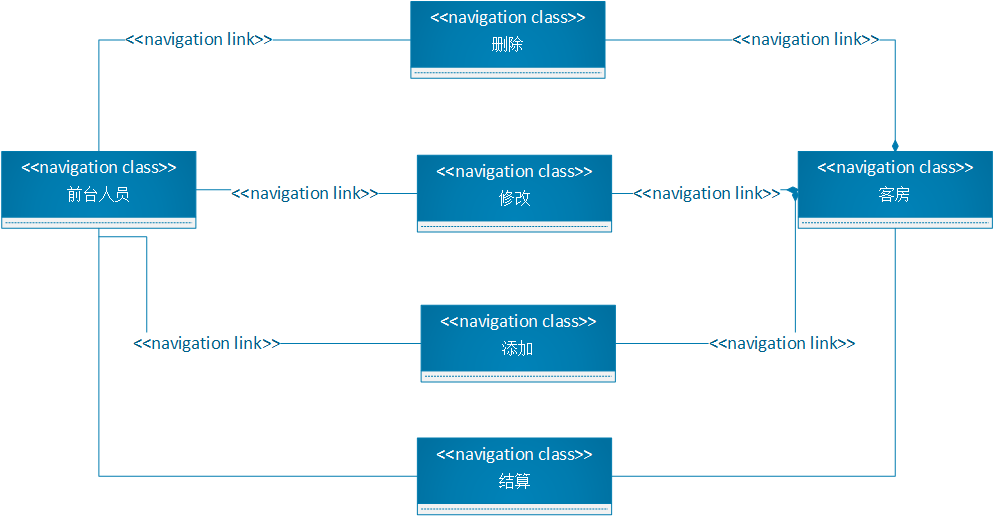 <<navigation class>>
删除
<<navigation link>>
<<navigation link>>
<<navigation class>>
前台人员
<<navigation link>>
<<navigation class>>
修改
<<navigation link>>
<<navigation class>>
客房
<<navigation link>>
<<navigation class>>
添加
<<navigation link>>
<<navigation class>>
结算